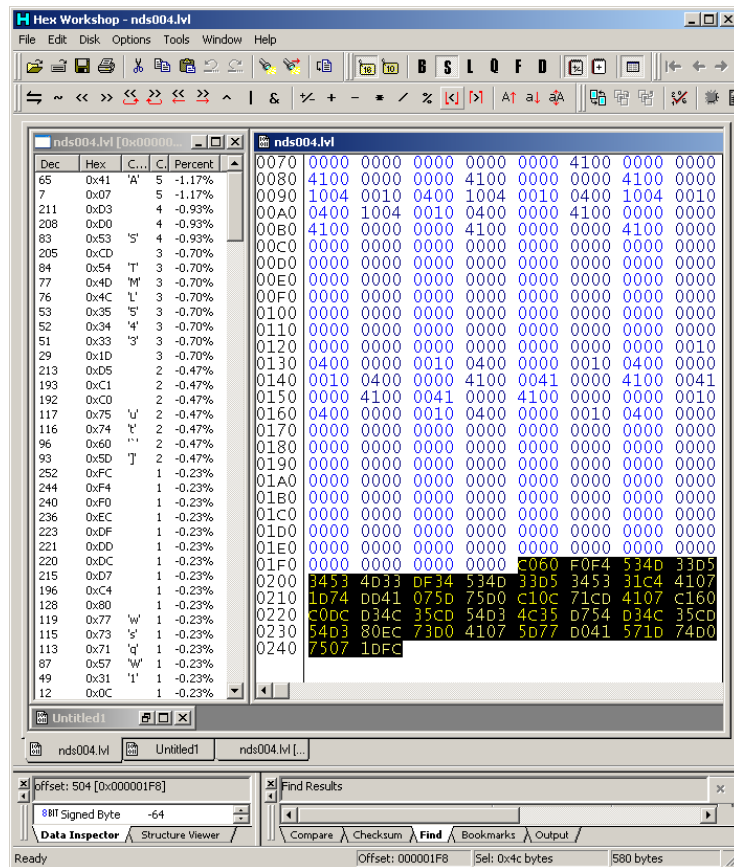 Hex Workshop - nds004.lvl
File Edit Disk Options Tools Window Help
B S L Q F D
& +/- + - * / % A↑ a↓ âA
nds004.lvl [0x00000...
Dec Hex C... C. Percent
65 0x41 'A' 5 -1.17%
7 0x07 5 -1.17%
211 0xD3 4 -0.93%
208 0xD0 4 -0.93%
83 0x53 'S' 4 -0.93%
205 0xCD 3 -0.70%
84 0x54 'T' 3 -0.70%
77 0x4D 'M' 3 -0.70%
76 0x4C 'L' 3 -0.70%
53 0x35 '5' 3 -0.70%
52 0x34 '4' 3 -0.70%
51 0x33 '3' 3 -0.70%
29 0x1D 3 -0.70%
213 0xD5 2 -0.47%
193 0xC1 2 -0.47%
192 0xC0 2 -0.47%
117 0x75 'u' 2 -0.47%
116 0x74 't' 2 -0.47%
96 0x60 '`' 2 -0.47%
93 0x5D ']' 2 -0.47%
252 0xFC 1 -0.23%
244 0xF4 1 -0.23%
240 0xF0 1 -0.23%
236 0xEC 1 -0.23%
223 0xDF 1 -0.23%
221 0xDD 1 -0.23%
220 0xDC 1 -0.23%
215 0xD7 1 -0.23%
196 0xC4 1 -0.23%
128 0x80 1 -0.23%
119 0x77 'w' 1 -0.23%
115 0x73 's' 1 -0.23%
113 0x71 'q' 1 -0.23%
87 0x57 'W' 1 -0.23%
49 0x31 '1' 1 -0.23%
12 0x0C 1 -0.23%
nds004.lvl
0070 0000 0000 0000 0000 0000 4100 0000 0000
0080 4100 0000 0000 4100 0000 0000 4100 0000
0090 1004 0010 0400 1004 0010 0400 1004 0010
00A0 0400 1004 0010 0400 0000 4100 0000 0000
00B0 4100 0000 0000 4100 0000 0000 4100 0000
00C0 0000 0000 0000 0000 0000 0000 0000 0000
00D0 0000 0000 0000 0000 0000 0000 0000 0000
00E0 0000 0000 0000 0000 0000 0000 0000 0000
00F0 0000 0000 0000 0000 0000 0000 0000 0000
0100 0000 0000 0000 0000 0000 0000 0000 0000
0110 0000 0000 0000 0000 0000 0000 0000 0000
0120 0000 0000 0000 0000 0000 0000 0000 0010
0130 0400 0000 0010 0400 0000 0010 0400 0000
0140 0010 0400 0000 4100 0041 0000 4100 0041
0150 0000 4100 0041 0000 4100 0000 0000 0010
0160 0400 0000 0010 0400 0000 0010 0400 0000
0170 0000 0000 0000 0000 0000 0000 0000 0000
0180 0000 0000 0000 0000 0000 0000 0000 0000
0190 0000 0000 0000 0000 0000 0000 0000 0000
01A0 0000 0000 0000 0000 0000 0000 0000 0000
01B0 0000 0000 0000 0000 0000 0000 0000 0000
01C0 0000 0000 0000 0000 0000 0000 0000 0000
01D0 0000 0000 0000 0000 0000 0000 0000 0000
01E0 0000 0000 0000 0000 0000 0000 0000 0000
01F0 0000 0000 0000 0000 C060 F0F4 534D 33D5
0200 3453 4D33 DF34 534D 33D5 3453 31C4 4107
0210 1D74 DD41 075D 75D0 C10C 71CD 4107 C160
0220 C0DC D34C 35CD 54D3 4C35 D754 D34C 35CD
0230 54D3 80EC 73D0 4107 5D77 D041 571D 74D0
0240 7507 1DFC
Untitled1
nds004.lvl Untitled1 nds004.lvl [...
offset: 504 [0x000001F8]
8BIT Signed Byte -64
Data Inspector Structure Viewer
Find Results
Compare Checksum Find Bookmarks Output
Ready Offset: 000001F8 Sel: 0x4c bytes 580 bytes